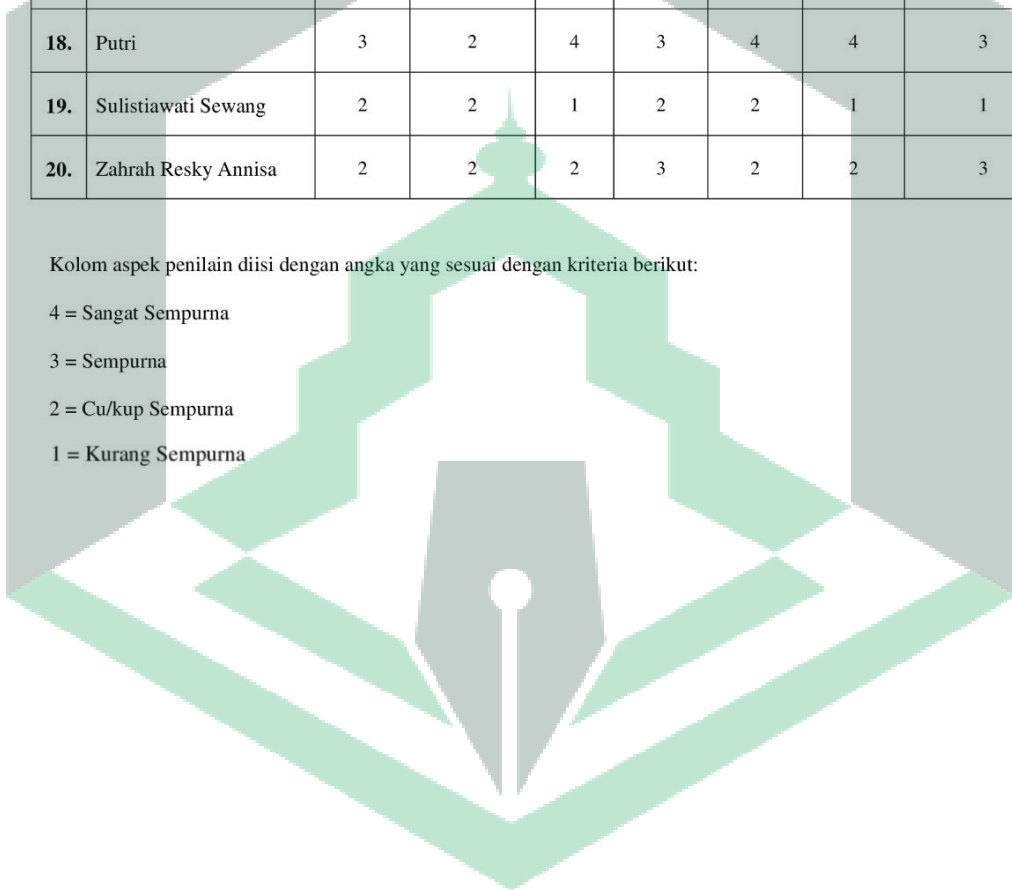 18. Putri 3 2 4 3 4 4 3
19. Sulistiawati Sewang 2 2 1 2 2 1 1
20. Zahrah Resky Annisa 2 2 2 3 2 2 3
Kolom aspek penilain diisi dengan angka yang sesuai dengan kriteria berikut:
4 = Sangat Sempurna
3 = Sempurna
2 = Cu/kup Sempurna
1 = Kurang Sempurna